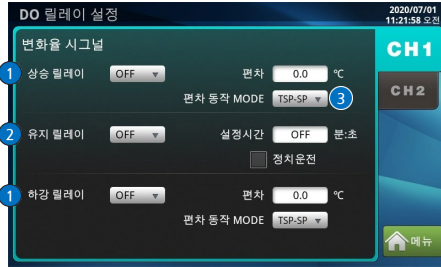 DO 릴레이 설정
2020/07/01
11:21:58 오전
변화율 시그널
CH1
1 상승 릴레이 OFF 편차 0.0 ℃
편차 동작 MODE TSP-SP 3
CH2
2 유지 릴레이 OFF 설정시간 OFF 분:초
정치운전
1 하강 릴레이 OFF 편차 0.0 ℃
편차 동작 MODE TSP-SP
메뉴